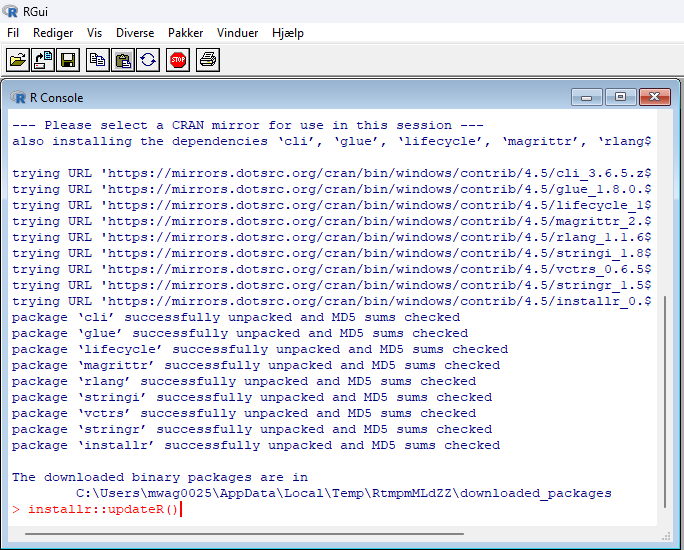 RGui
Fil Rediger Vis Diverse Pakker Vinduer Hjælp
STOP
R Console
--- Please select a CRAN mirror for use in this session ---
also installing the dependencies ‘cli’, ‘glue’, ‘lifecycle’, ‘magrittr’, ‘rlang$
trying URL 'https://mirrors.dotsrc.org/cran/bin/windows/contrib/4.5/cli_3.6.5.z$
trying URL 'https://mirrors.dotsrc.org/cran/bin/windows/contrib/4.5/glue_1.8.0.$
trying URL 'https://mirrors.dotsrc.org/cran/bin/windows/contrib/4.5/lifecycle_1$
trying URL 'https://mirrors.dotsrc.org/cran/bin/windows/contrib/4.5/magrittr_2.$
trying URL 'https://mirrors.dotsrc.org/cran/bin/windows/contrib/4.5/rlang_1.1.6$
trying URL 'https://mirrors.dotsrc.org/cran/bin/windows/contrib/4.5/stringi_1.8$
trying URL 'https://mirrors.dotsrc.org/cran/bin/windows/contrib/4.5/vctrs_0.6.5$
trying URL 'https://mirrors.dotsrc.org/cran/bin/windows/contrib/4.5/stringr_1.5$
trying URL 'https://mirrors.dotsrc.org/cran/bin/windows/contrib/4.5/installr_0.$
package ‘cli’ successfully unpacked and MD5 sums checked
package ‘glue’ successfully unpacked and MD5 sums checked
package ‘lifecycle’ successfully unpacked and MD5 sums checked
package ‘magrittr’ successfully unpacked and MD5 sums checked
package ‘rlang’ successfully unpacked and MD5 sums checked
package ‘stringi’ successfully unpacked and MD5 sums checked
package ‘vctrs’ successfully unpacked and MD5 sums checked
package ‘stringr’ successfully unpacked and MD5 sums checked
package ‘installr’ successfully unpacked and MD5 sums checked
The downloaded binary packages are in
C:\Users\mwag0025\AppData\Local\Temp\RtmpmMLdZZ\downloaded_packages
> installr::updateR()